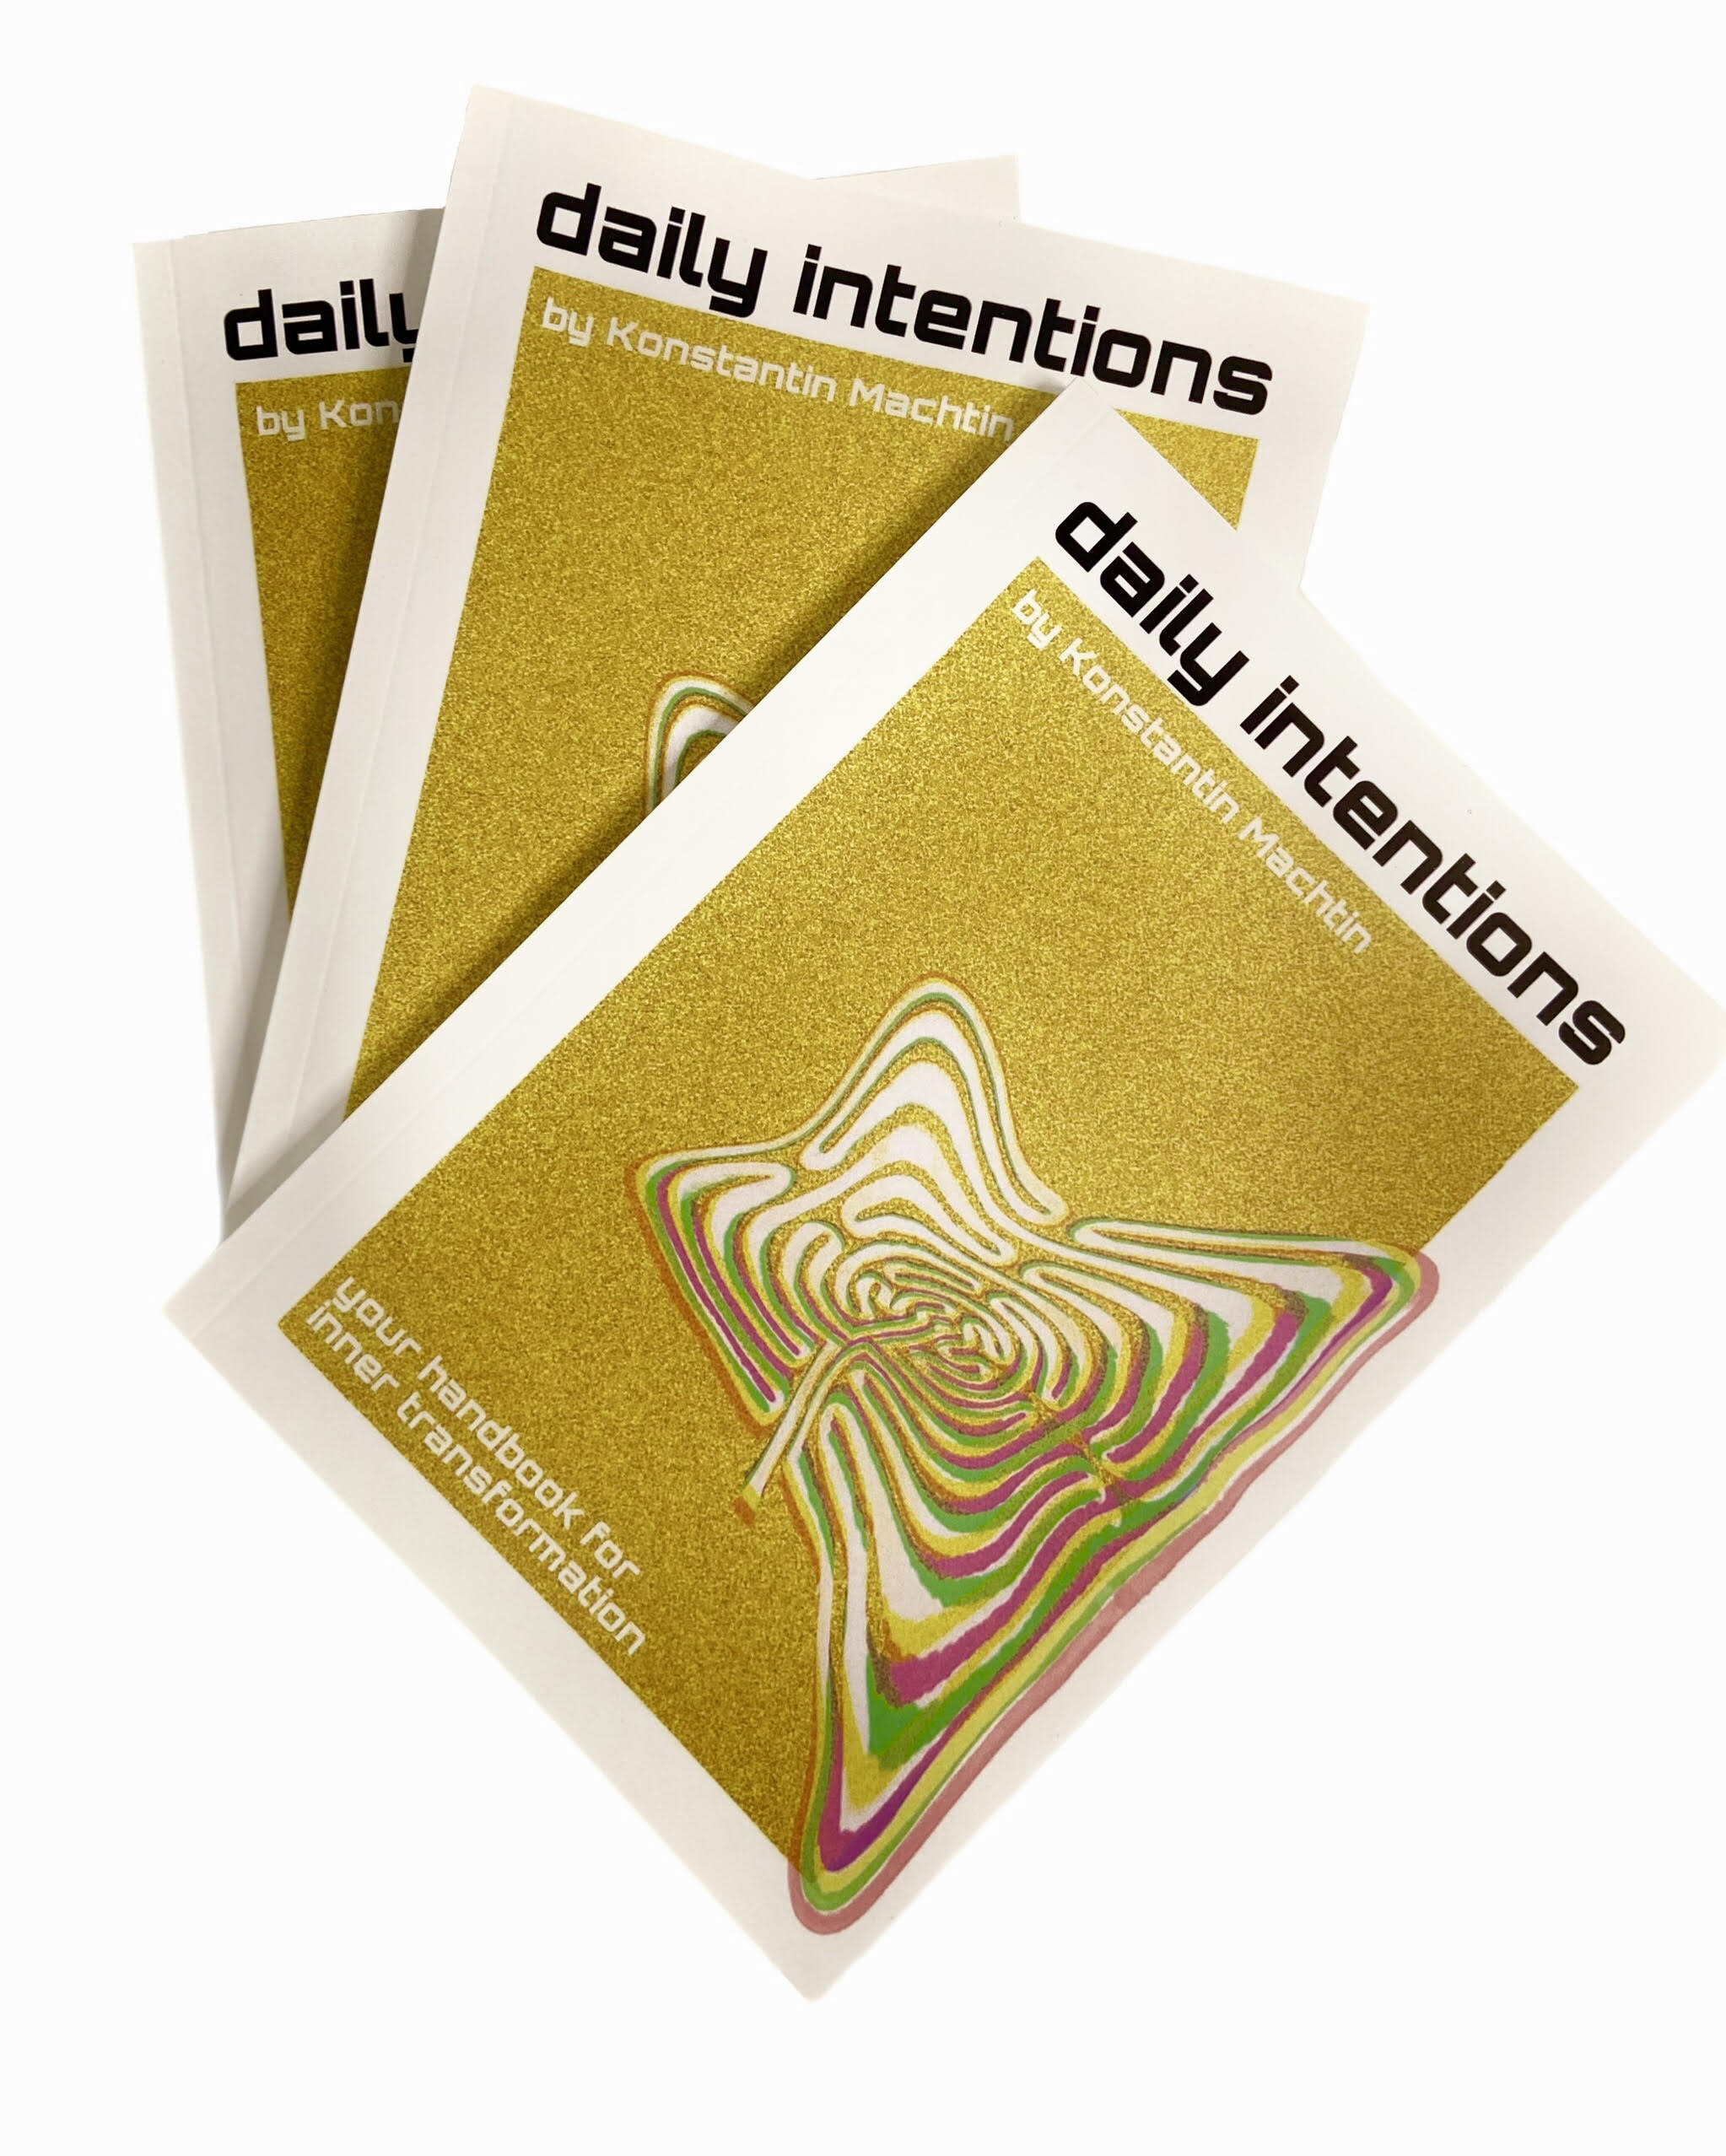 daily
by Kon
daily intentions
by Konstantin Machtin
daily intentions
by Konstantin Machtin
your handbook for
inner transformation